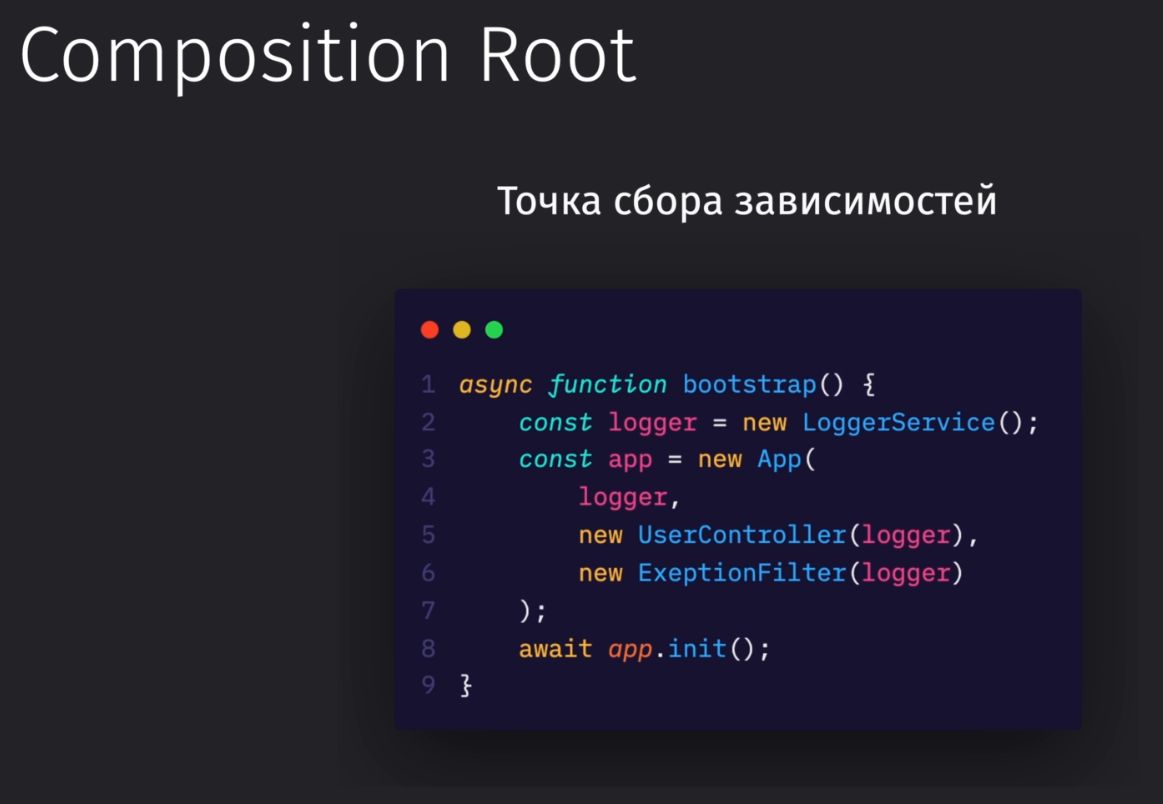 Composition Root
Точка сбора зависимостей
1 async function bootstrap() {
2     const logger = new LoggerService();
3     const app = new App(
4         logger,
5         new UserController(logger),
6         new ExeptionFilter(logger)
7     );
8     await app.init();
9 }